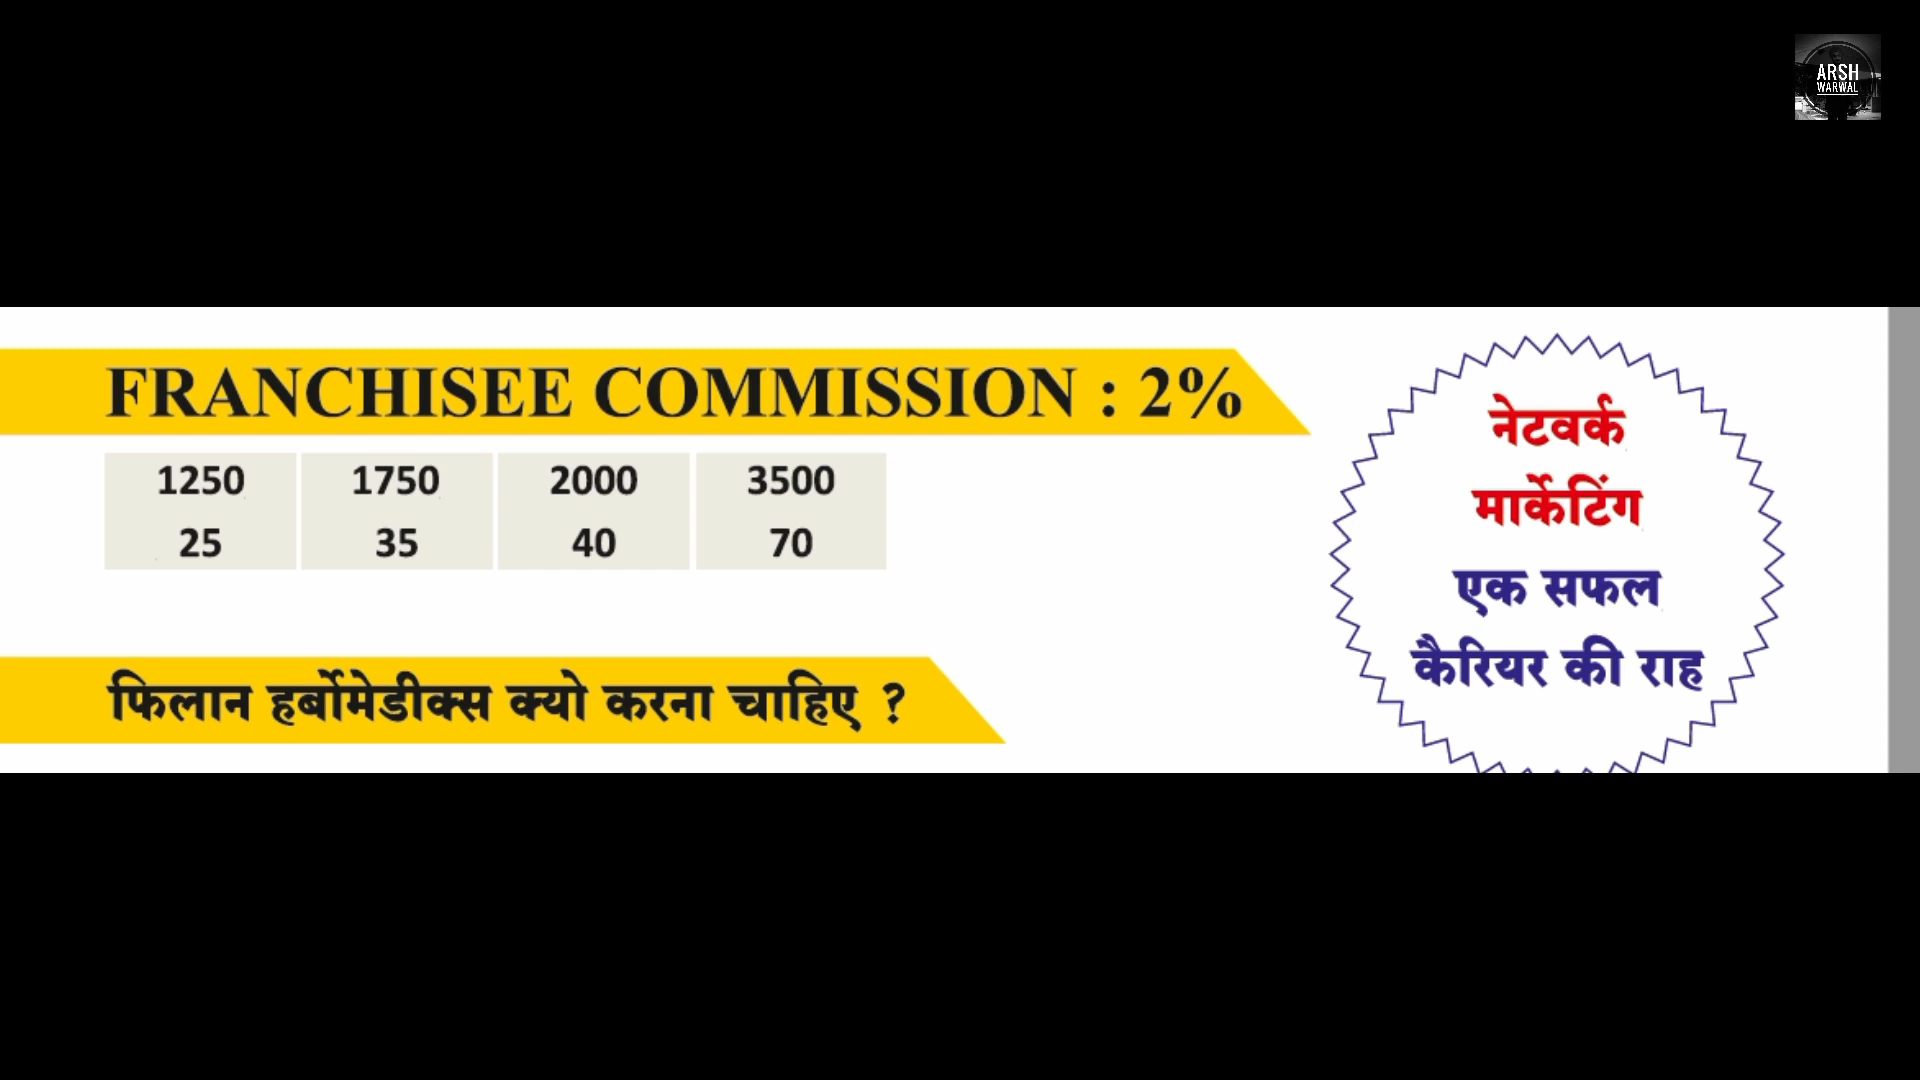 ARSH
WARWAL
FRANCHISEE COMMISSION : 2%
1250 1750 2000 3500
25 35 40 70
नेटवर्क
मार्केटिंग
एक सफल
कैरियर की राह
फिलान हर्बोमेडीक्स क्यो करना चाहिए ?